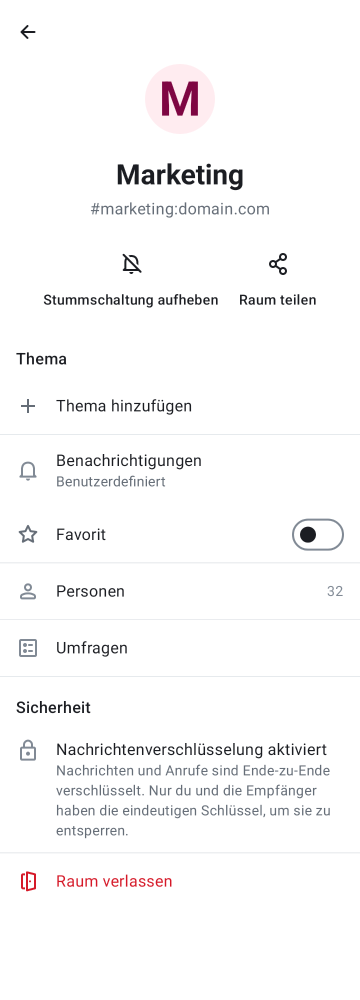 M
Marketing
#marketing:domain.com
Stummschaltung aufheben
Raum teilen
Thema
Thema hinzufügen
Benachrichtigungen
Benutzerdefiniert
Favorit
Personen
32
Umfragen
Sicherheit
Nachrichtenverschlüsselung aktiviert
Nachrichten und Anrufe sind Ende-zu-Ende
verschlüsselt. Nur du und die Empfänger
haben die eindeutigen Schlüssel, um sie zu
entsperren.
Raum verlassen